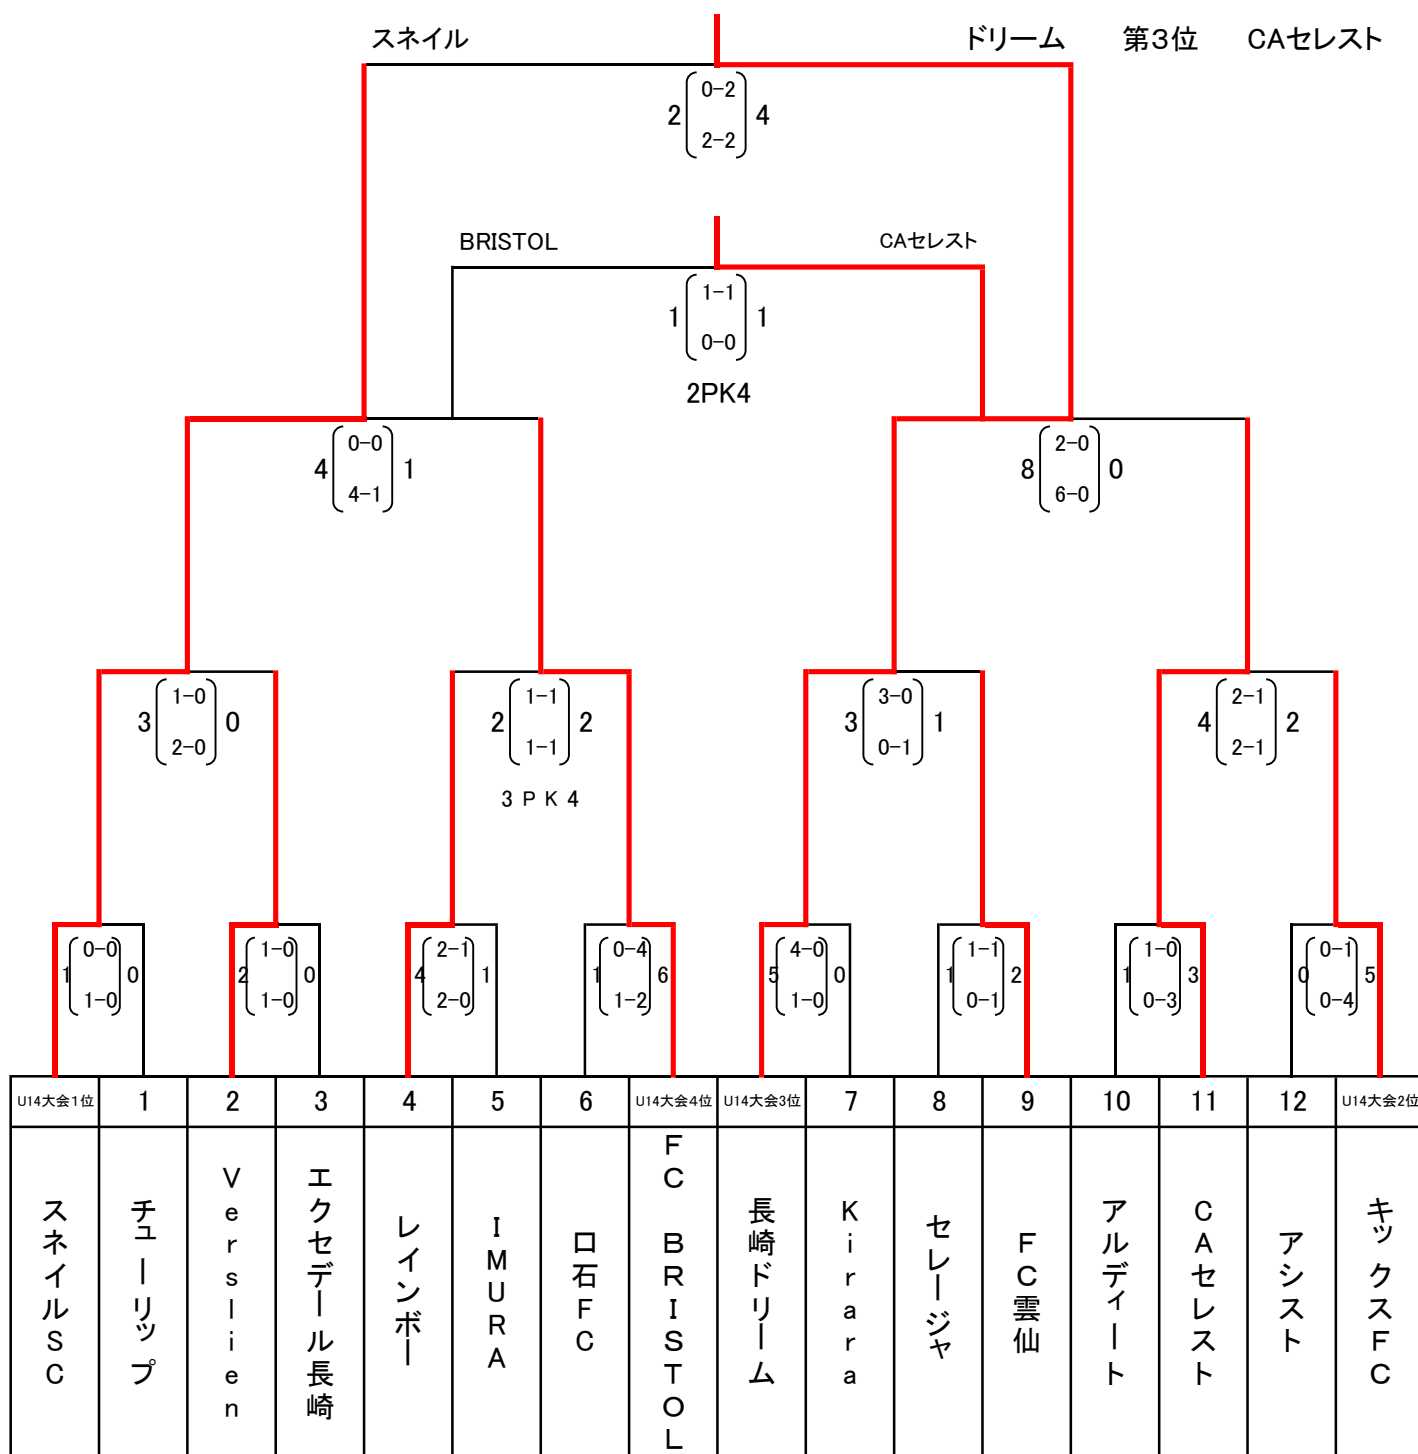 スネイル ドリーム 第3位 CAセレスト
0-2
2 4
2-2
BRISTOL CAセレスト
1-1
1 1
0-0
2PK4
0-0 2-0
4 1 8 0
4-1 6-0
1-0 1-1 3-0 2-1
3 0 2 2 3 1 4 2
2-0 1-1 0-1 2-1
3PK4
0-0 1-0 2-1 0-4 4-0 1-1 1-0 0-1
1 0 2 0 4 1 1 6 5 0 1 2 1 3 0 5
1-0 1-0 2-0 1-2 1-0 0-1 0-3 0-4
U14大会1位 1 2 3 4 5 6 U14大会4位 U14大会3位 7 8 9 10 11 12 U14大会2位
スネイルSC
チューリップ
Verslien
エクセデール長崎
レインボー
IMURA
口石FC
FC BRISTOL
長崎ドリーム
Kirara
セレージャ
FC雲仙
アルディート
CAセレスト
アシスト
キックスFC